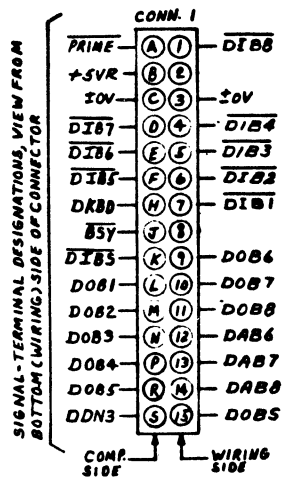 CONN. 1
SIGNAL-TERMINAL DESIGNATIONS, VIEW FROM
BOTTOM (WIRING) SIDE OF CONNECTOR
PRIME A 1 DIB8
+5VR B 2
±0V C 3 ±0V
DIB7 D 4 DIB4
DIB6 E 5 DIB3
DIB5 F 6 DIB2
DKBD H 7 DIB1
BSY J 8
DIBS K 9 DOB6
DOB1 L 10 DOB7
DOB2 M 11 DOB8
DOB3 N 12 DAB6
DOB4 P 13 DAB7
DOB5 R 14 DAB8
DDN3 S 15 DOBS
COMP. SIDE
WIRING SIDE